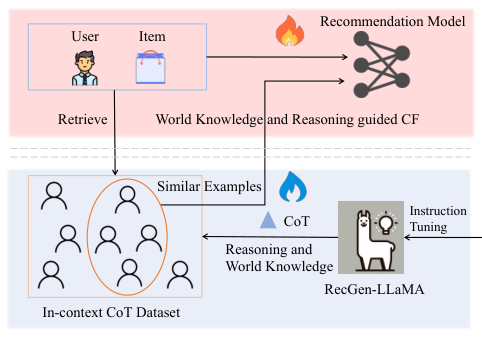 Recommendation Model
User
Item
Retrieve
World Knowledge and Reasoning guided CF
Similar Examples
CoT
Instruction
Tuning
Reasoning and
World Knowledge
RecGen-LLaMA
In-context CoT Dataset